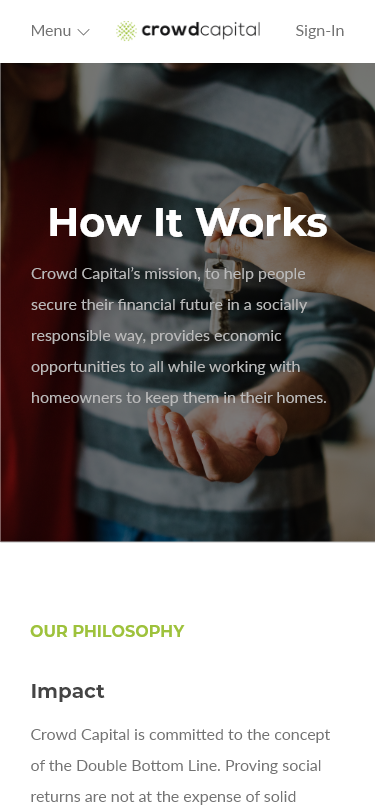 Menu
crowdcapital
Sign-In
How It Works
Crowd Capital’s mission, to help people
secure their financial future in a socially
responsible way, provides economic
opportunities to all while working with
homeowners to keep them in their homes.
OUR PHILOSOPHY
Impact
Crowd Capital is committed to the concept
of the Double Bottom Line. Proving social
returns are not at the expense of solid